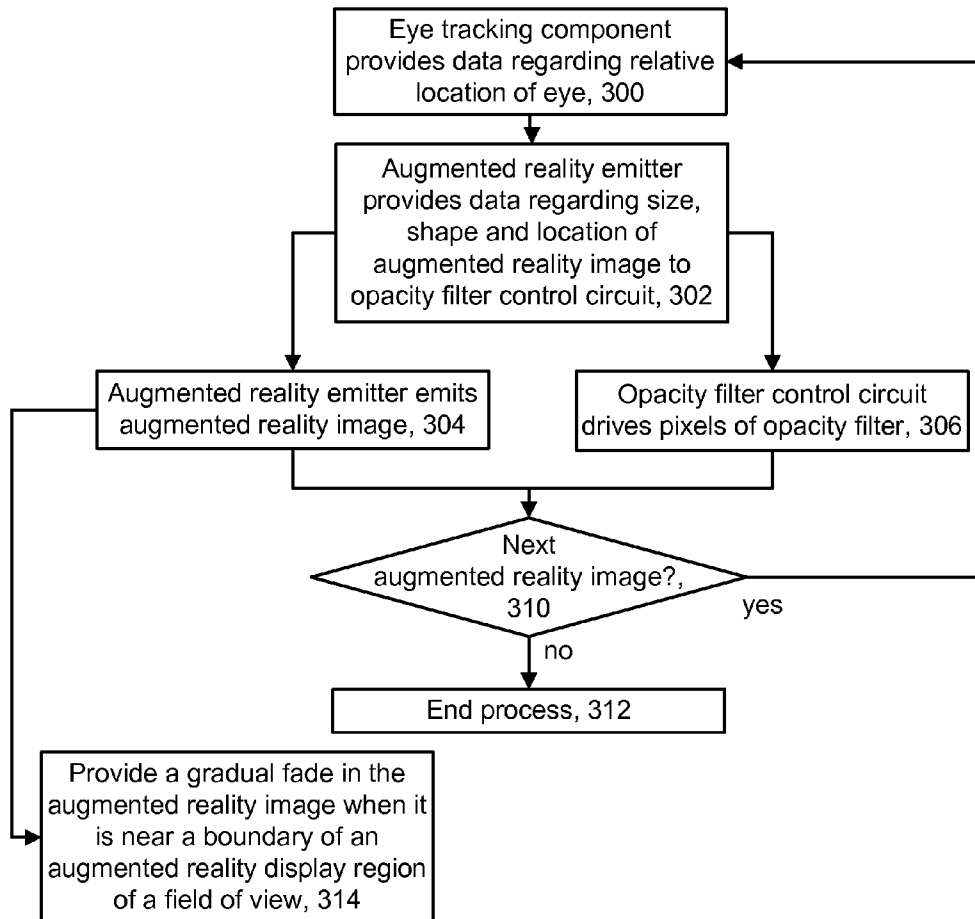 Eye tracking component
provides data regarding relative
location of eye, 300
Augmented reality emitter
provides data regarding size,
shape and location of
augmented reality image to
opacity filter control circuit, 302
Augmented reality emitter emits
augmented reality image, 304
Opacity filter control circuit
drives pixels of opacity filter, 306
Next
augmented reality image?,
310
yes
no
End process, 312
Provide a gradual fade in the
augmented reality image when it
is near a boundary of an
augmented reality display region
of a field of view, 314